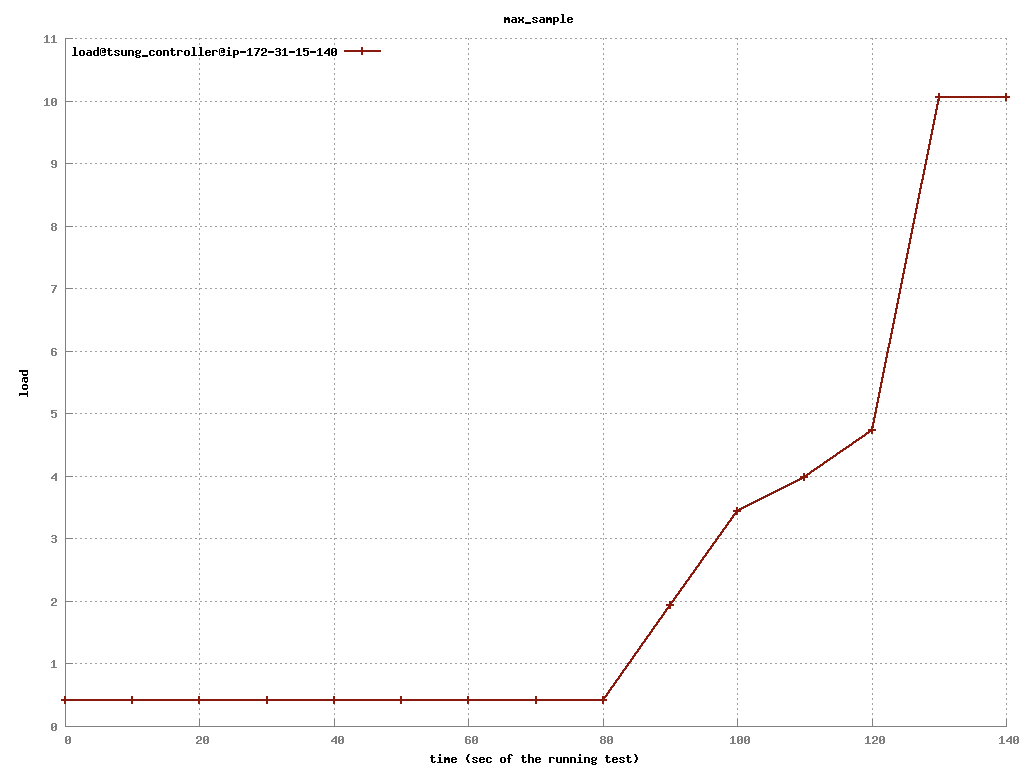 max_sample
load@tsung_controller@ip-172-31-15-140
11
10
9
8
7
6
5
4
3
2
1
0
load
0 20 40 60 80 100 120 140
time (sec of the running test)